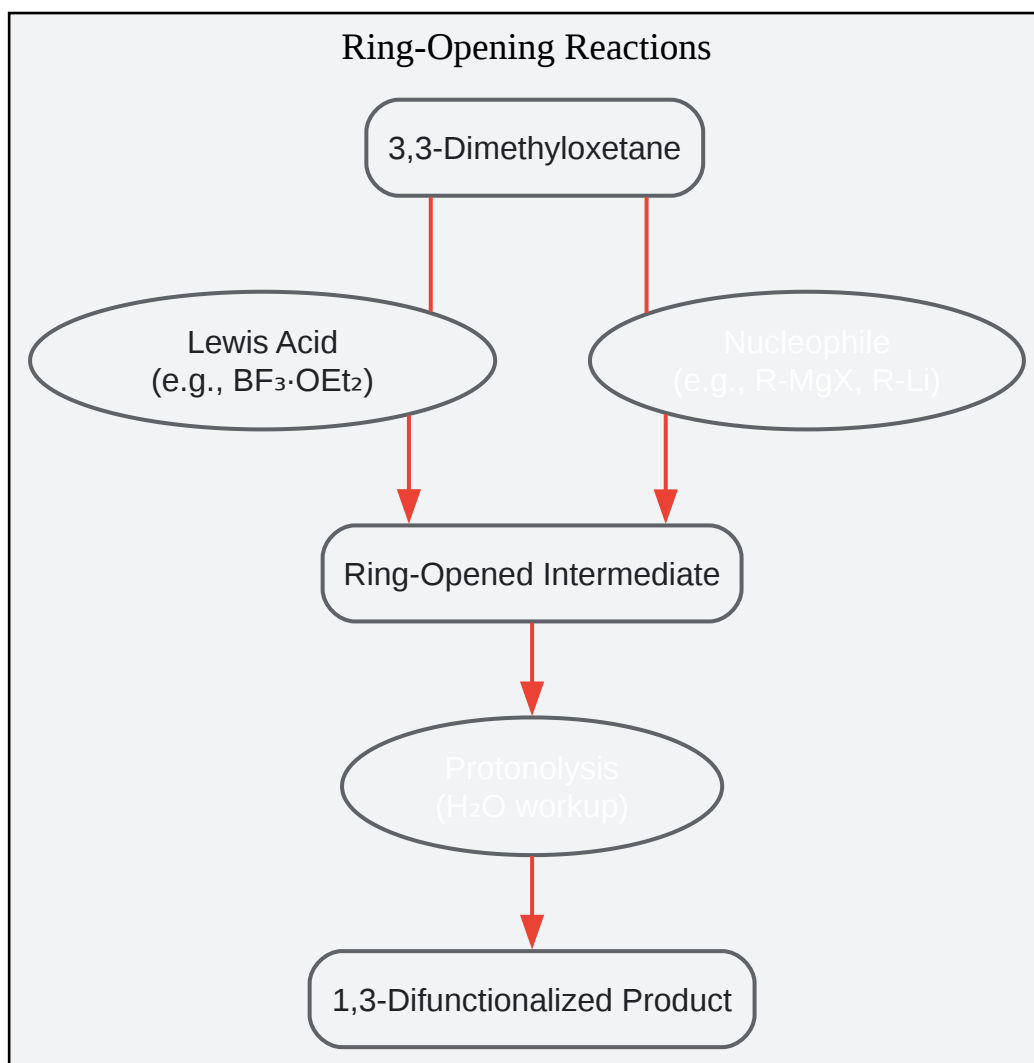 Ring-Opening Reactions
3,3-Dimethyloxetane
Lewis Acid
(e.g., BF₃·OEt₂)
Nucleophile
(e.g., R-MgX, R-Li)
Ring-Opened Intermediate
Protonolysis
(H₂O workup)
1,3-Difunctionalized Product